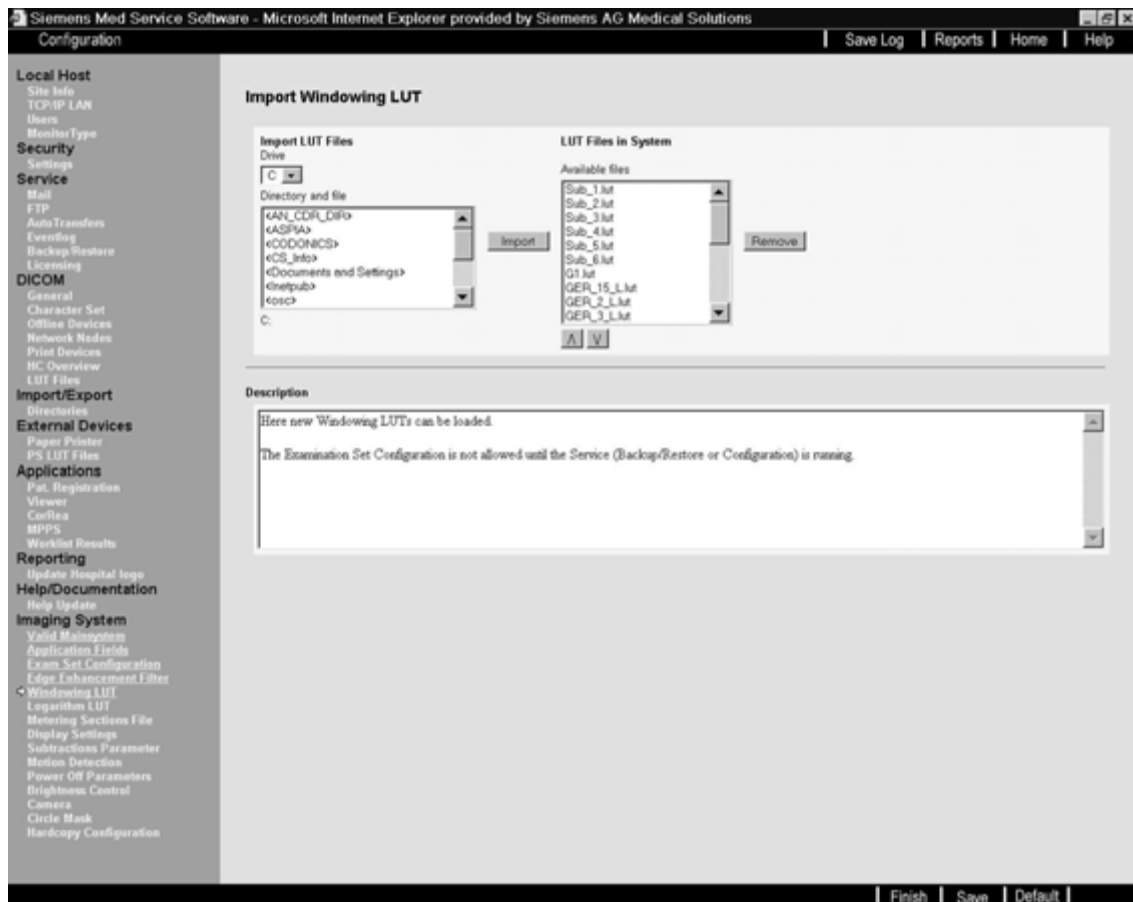 Siemens Med Service Software - Microsoft Internet Explorer provided by Siemens AG Medical Solutions
Configuration
Save Log
Reports
Home
Help
Local Host
Site Info
TCP/IP LAN
Users
MonitorType
Security
Settings
Service
Mail
FTP
AutoTransfers
Eventlog
Backup/Restore
Licensing
DICOM
General
Character Set
Offline Devices
Network Nodes
Print Devices
HC Overview
LUT Files
Import/Export
Directories
External Devices
Paper Printer
PS LUT Files
Applications
Pat. Registration
Viewer
CorRea
MPPS
Worklist Results
Reporting
Update Hospital logo
Help/Documentation
Help Update
Imaging System
Valid Mainsystem
Application Fields
Exam Set Configuration
Edge Enhancement Filter
Windowing LUT
Logarithm LUT
Metering Sections File
Display Settings
Subtractions Parameter
Motion Detection
Power Off Parameters
Brightness Control
Camera
Circle Mask
Hardcopy Configuration
Import Windowing LUT
Import LUT Files
Drive
C
Directory and file
<AN_CDR_DIR>
<ASPIA>
<CODONICS>
<CS_Info>
<Documents and Settings>
<Inetpub>
<osc>
C:
Import
LUT Files in System
Available files
Sub_1.lut
Sub_2.lut
Sub_3.lut
Sub_4.lut
Sub_5.lut
Sub_6.lut
G1.lut
GER_15_L.lut
GER_2_L.lut
GER_3_L.lut
Remove
Description
Here new Windowing LUTs can be loaded.
The Examination Set Configuration is not allowed until the Service (Backup/Restore or Configuration) is running.
Finish
Save
Default